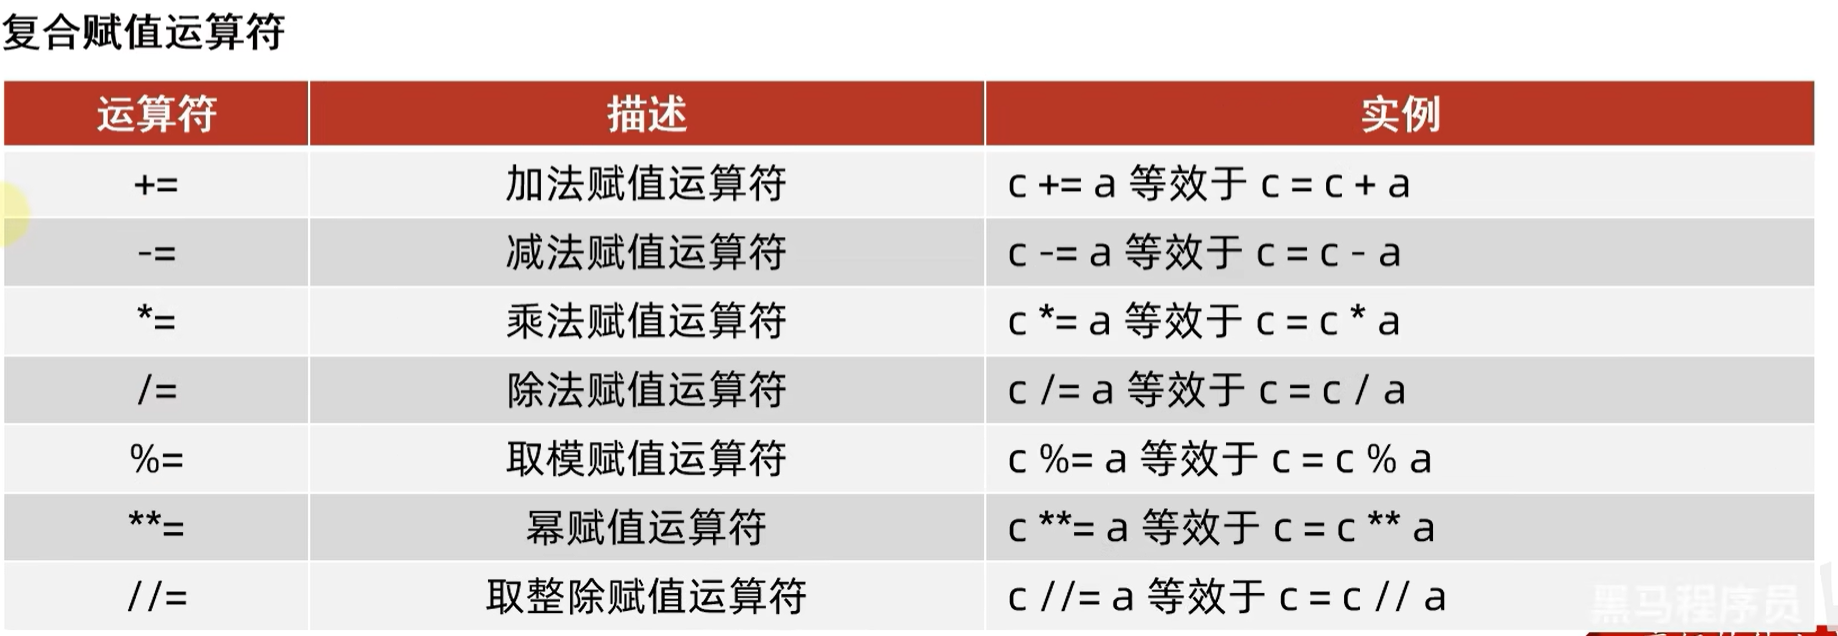 复合赋值运算符
运算符 描述 实例
+= 加法赋值运算符 c += a 等效于 c = c + a
-= 减法赋值运算符 c -= a 等效于 c = c - a
*= 乘法赋值运算符 c *= a 等效于 c = c * a
/= 除法赋值运算符 c /= a 等效于 c = c / a
%= 取模赋值运算符 c %= a 等效于 c = c % a
**= 幂赋值运算符 c **= a 等效于 c = c ** a
//= 取整除赋值运算符 c //= a 等效于 c = c // a
黑马程序员